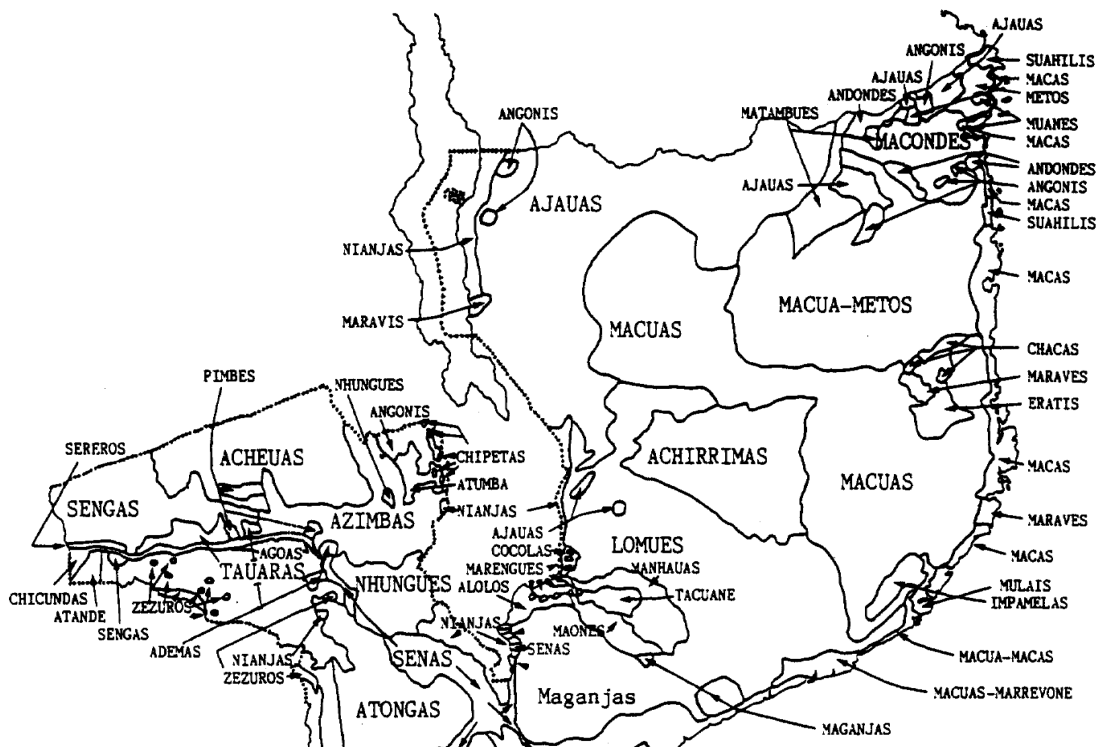 AJAUAS
ANGONIS
SUAHILIS
AJAUAS
MACAS
ANDONDES
METOS
ANGONIS
MATAMBUES
MUANES
MACONDES
MACAS
ANDONDES
AJAUAS
ANGONIS
AJAUAS
MACAS
SUAHILIS
NIANJAS
MACAS
MACUA-METOS
MARAVIS
MACUAS
CHACAS
PIMBES
NHUNGUES
MARAVES
ANGONIS
ERATIS
SEREROS
ACHEUAS
CHIPETAS
ACHIRRIMAS
MACAS
ATUMBA
MACUAS
SENGAS
AZIMBAS
NIANJAS
MARAVES
AJAUAS
AGOAS
COCOLAS
LOMUES
MACAS
TAUARAS
MARENGUES
MANHAUAS
NHUNGUES
ALOLOS
MULAIS
CHICUNDAS
ZEZUROS
TACUANE
IMPAMELAS
ATANDE
NIANJAS
MAONES
SENGAS
ADEMAS
SENAS
NIANJAS
SENAS
MACUA-MACAS
ZEZUROS
Maganjas
MACUAS-MARREVONE
ATONGAS
MAGANJAS